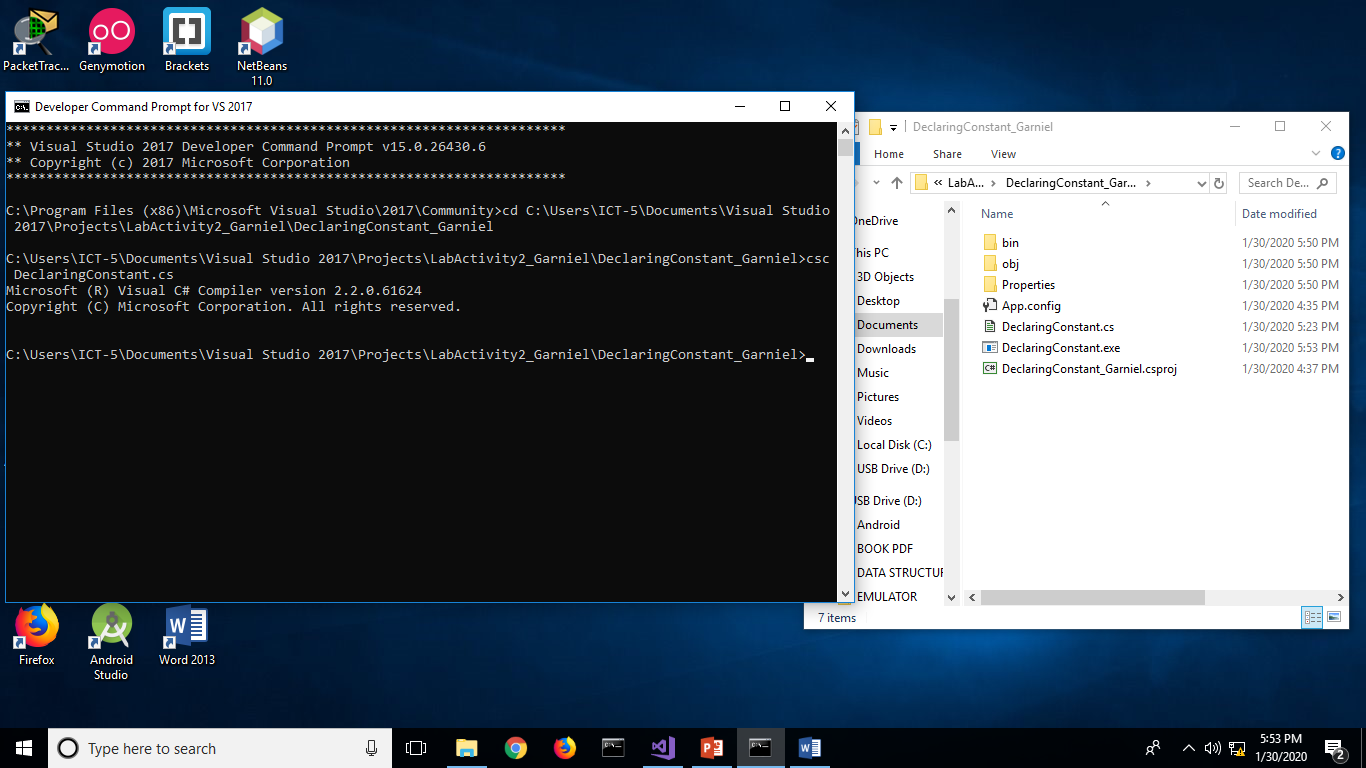 PacketTrac...
Genymotion
Brackets
NetBeans
11.0
Developer Command Prompt for VS 2017
**********************************************************************
** Visual Studio 2017 Developer Command Prompt v15.0.26430.6
** Copyright (c) 2017 Microsoft Corporation
**********************************************************************
C:\Program Files (x86)\Microsoft Visual Studio\2017\Community>cd C:\Users\ICT-5\Documents\Visual Studio
2017\Projects\LabActivity2_Garniel\DeclaringConstant_Garniel
C:\Users\ICT-5\Documents\Visual Studio 2017\Projects\LabActivity2_Garniel\DeclaringConstant_Garniel>csc
DeclaringConstant.cs
Microsoft (R) Visual C# Compiler version 2.2.0.61624
Copyright (C) Microsoft Corporation. All rights reserved.
C:\Users\ICT-5\Documents\Visual Studio 2017\Projects\LabActivity2_Garniel\DeclaringConstant_Garniel>
DeclaringConstant_Garniel
Home Share View
« LabA... > DeclaringConstant_Gar... >
Search De...
OneDrive
his PC
3D Objects
Desktop
Documents
Downloads
Music
Pictures
Videos
Local Disk (C:)
USB Drive (D:)
SB Drive (D:)
Android
BOOK PDF
DATA STRUCTUR
EMULATOR
Name Date modified
bin 1/30/2020 5:50 PM
obj 1/30/2020 5:50 PM
Properties 1/30/2020 5:50 PM
App.config 1/30/2020 4:35 PM
DeclaringConstant.cs 1/30/2020 5:23 PM
DeclaringConstant.exe 1/30/2020 5:53 PM
DeclaringConstant_Garniel.csproj 1/30/2020 4:37 PM
7 items
Firefox
Android
Studio
Word 2013
Type here to search
5:53 PM
1/30/2020
2